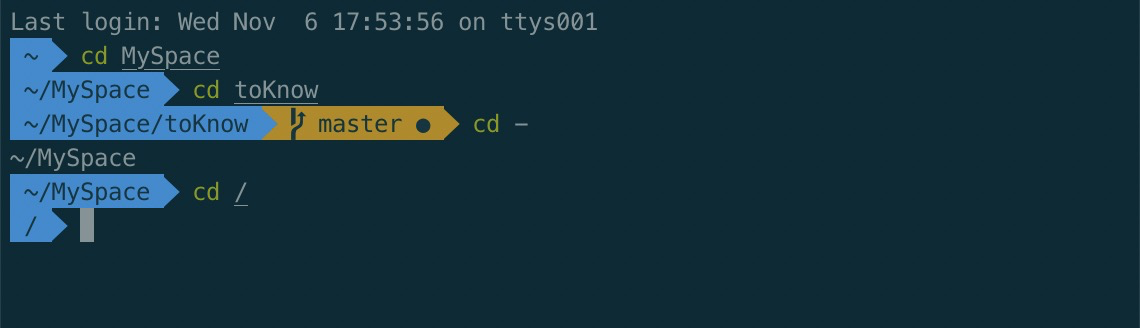 Last login: Wed Nov  6 17:53:56 on ttys001
~ cd MySpace
~/MySpace cd toKnow
~/MySpace/toKnow master ● cd -
~/MySpace
~/MySpace cd /
/